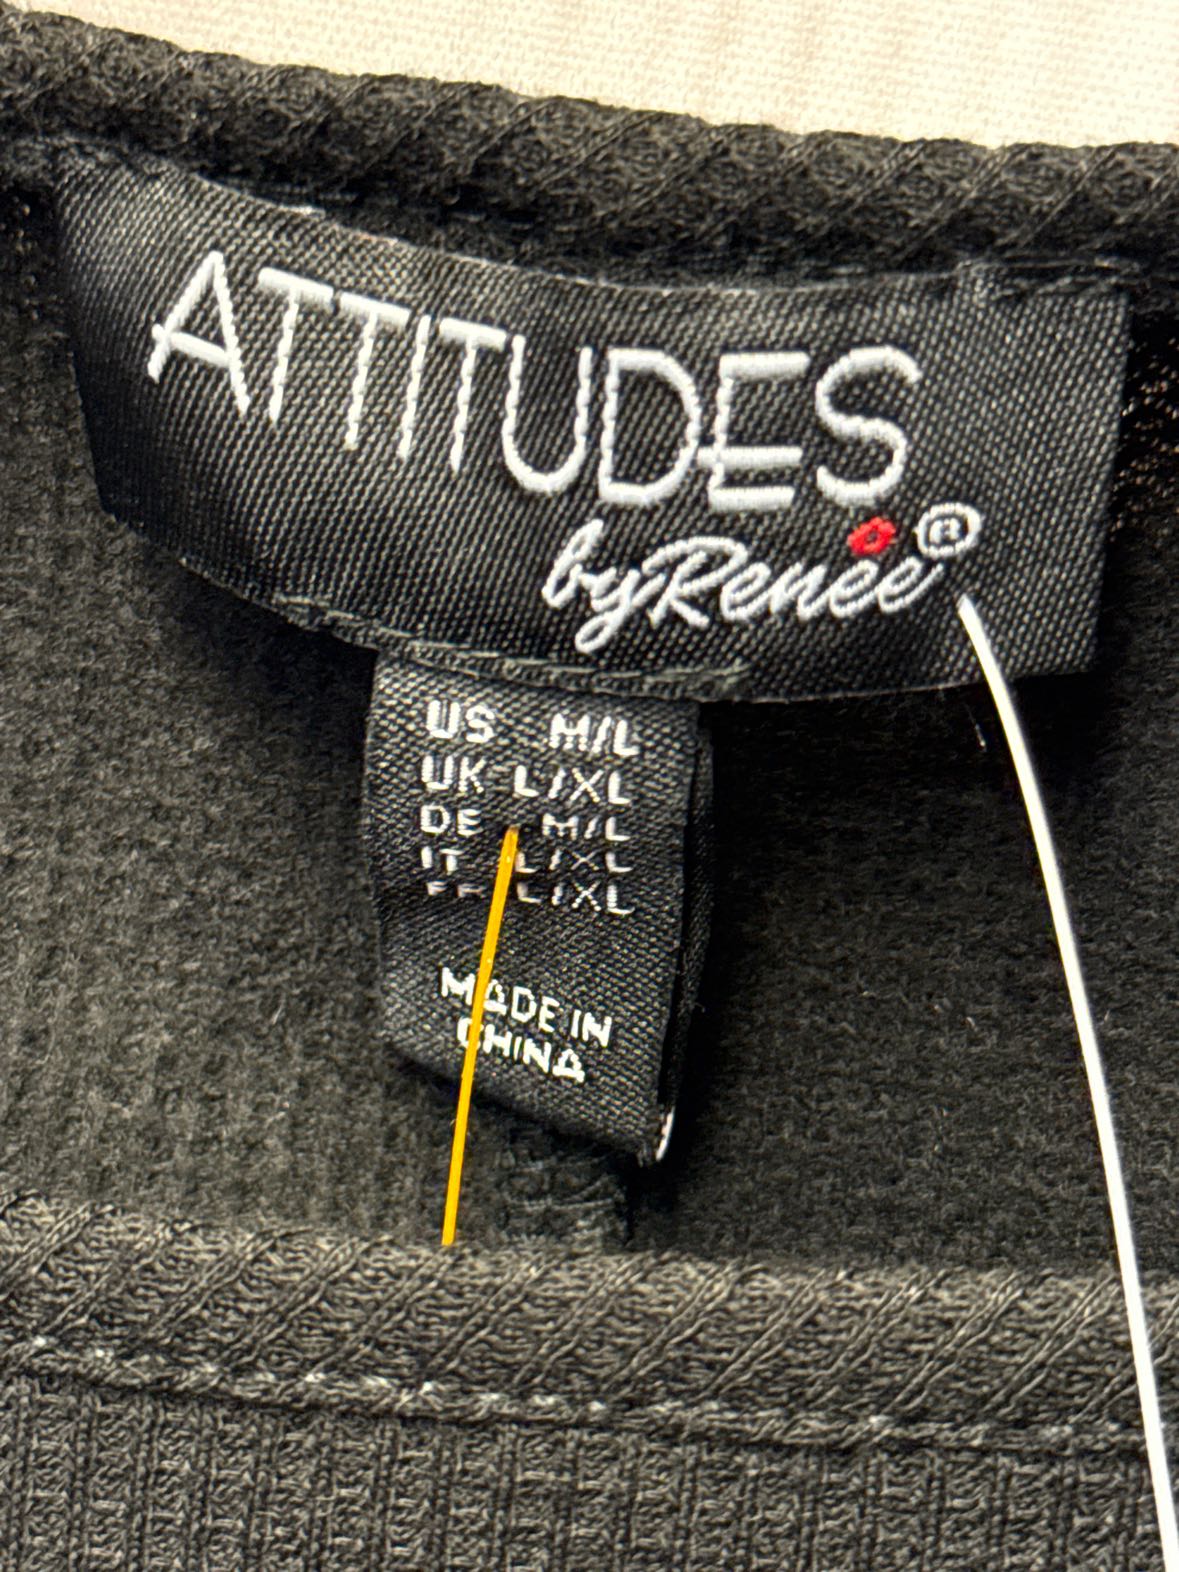 ATTITUDES
by Renée®
US M/L
UK L/XL
DE M/L
IT L/XL
FR L/XL
MADE IN
CHINA